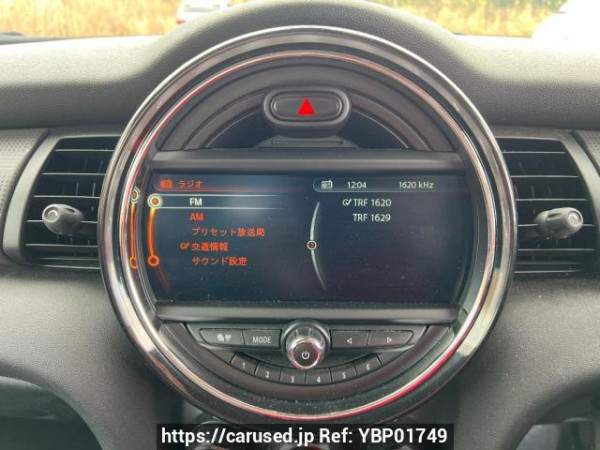 ラジオ
12:04
1620 kHz
FM
AM
プリセット放送局
交通情報
サウンド設定
TRF 1620
TRF 1629
MODE
1 2 3 4 5 6 7 8
https://carused.jp Ref: YBP01749